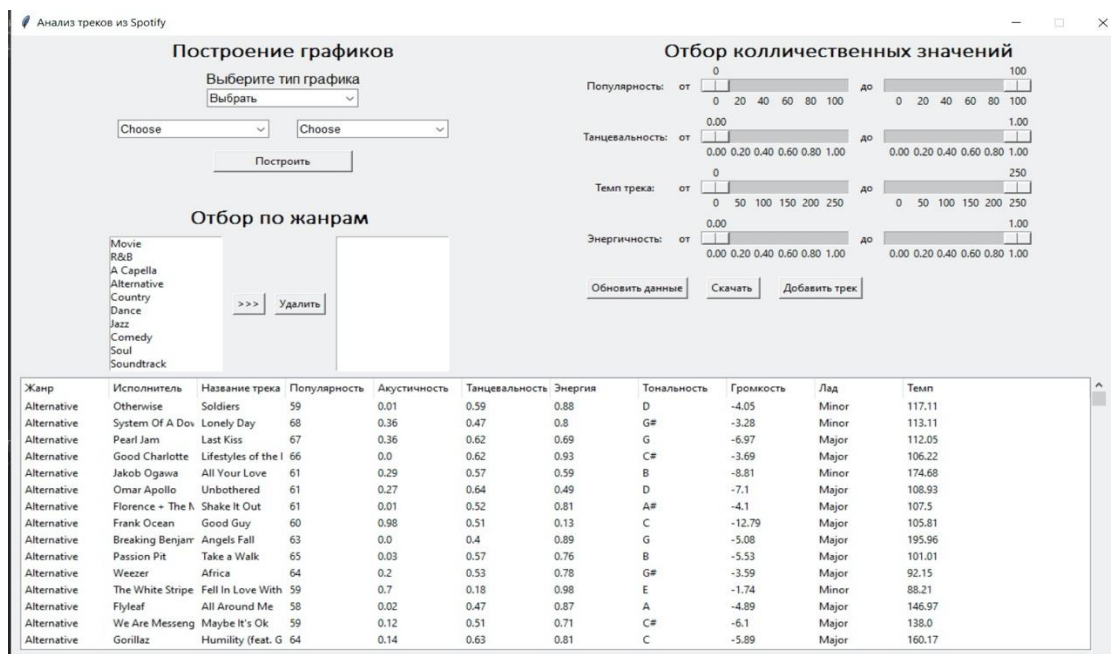 Анализ треков из Spotify
Построение графиков
Выберите тип графика
Выбрать
Choose Choose
Построить
Отбор по жанрам
Movie
R&B
A Capella
Alternative
Country
Dance
Jazz
Comedy
Soul
Soundtrack
>>> Удалить
Отбор колличественных значений
0 100
Популярность: от до
0 20 40 60 80 100 0 20 40 60 80 100
0.00 1.00
Танцевальность: от до
0.00 0.20 0.40 0.60 0.80 1.00 0.00 0.20 0.40 0.60 0.80 1.00
0 250
Темп трека: от до
0 50 100 150 200 250 0 50 100 150 200 250
0.00 1.00
Энергичность: от до
0.00 0.20 0.40 0.60 0.80 1.00 0.00 0.20 0.40 0.60 0.80 1.00
Обновить данные Скачать Добавить трек
Жанр Исполнитель Название трека Популярность Акустичность Танцевальность Энергия Тональность Громкость Лад Темп
Alternative Otherwise Soldiers 59 0.01 0.59 0.88 D -4.05 Minor 117.11
Alternative System Of A Dov Lonely Day 68 0.36 0.47 0.8 G# -3.28 Minor 113.11
Alternative Pearl Jam Last Kiss 67 0.36 0.62 0.69 G -6.97 Major 112.05
Alternative Good Charlotte Lifestyles of the l 66 0.0 0.62 0.93 C# -3.69 Major 106.22
Alternative Jakob Ogawa All Your Love 61 0.29 0.57 0.59 B -8.81 Minor 174.68
Alternative Omar Apollo Unbothered 61 0.27 0.64 0.49 D -7.1 Major 108.93
Alternative Florence + The N Shake It Out 61 0.01 0.52 0.81 A# -4.1 Major 107.5
Alternative Frank Ocean Good Guy 60 0.98 0.51 0.13 C -12.79 Major 105.81
Alternative Breaking Benjam Angels Fall 63 0.0 0.4 0.89 G -5.08 Major 195.96
Alternative Passion Pit Take a Walk 65 0.03 0.57 0.76 B -5.53 Major 101.01
Alternative Weezer Africa 64 0.2 0.53 0.78 G# -3.59 Major 92.15
Alternative The White Stripe Fell In Love With 59 0.7 0.18 0.98 E -1.74 Minor 88.21
Alternative Flyleaf All Around Me 58 0.02 0.47 0.87 A -4.89 Major 146.97
Alternative We Are Messeng Maybe It's Ok 59 0.12 0.51 0.71 C# -6.1 Major 138.0
Alternative Gorillaz Humility (feat. G 64 0.14 0.63 0.81 C -5.89 Major 160.17